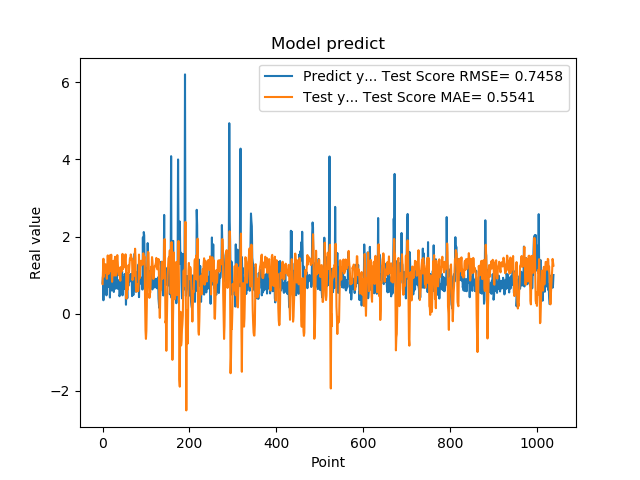 Model predict
Predict y... Test Score RMSE= 0.7458
Test y... Test Score MAE= 0.5541
Real value
6
4
2
0
−2
0 200 400 600 800 1000
Point